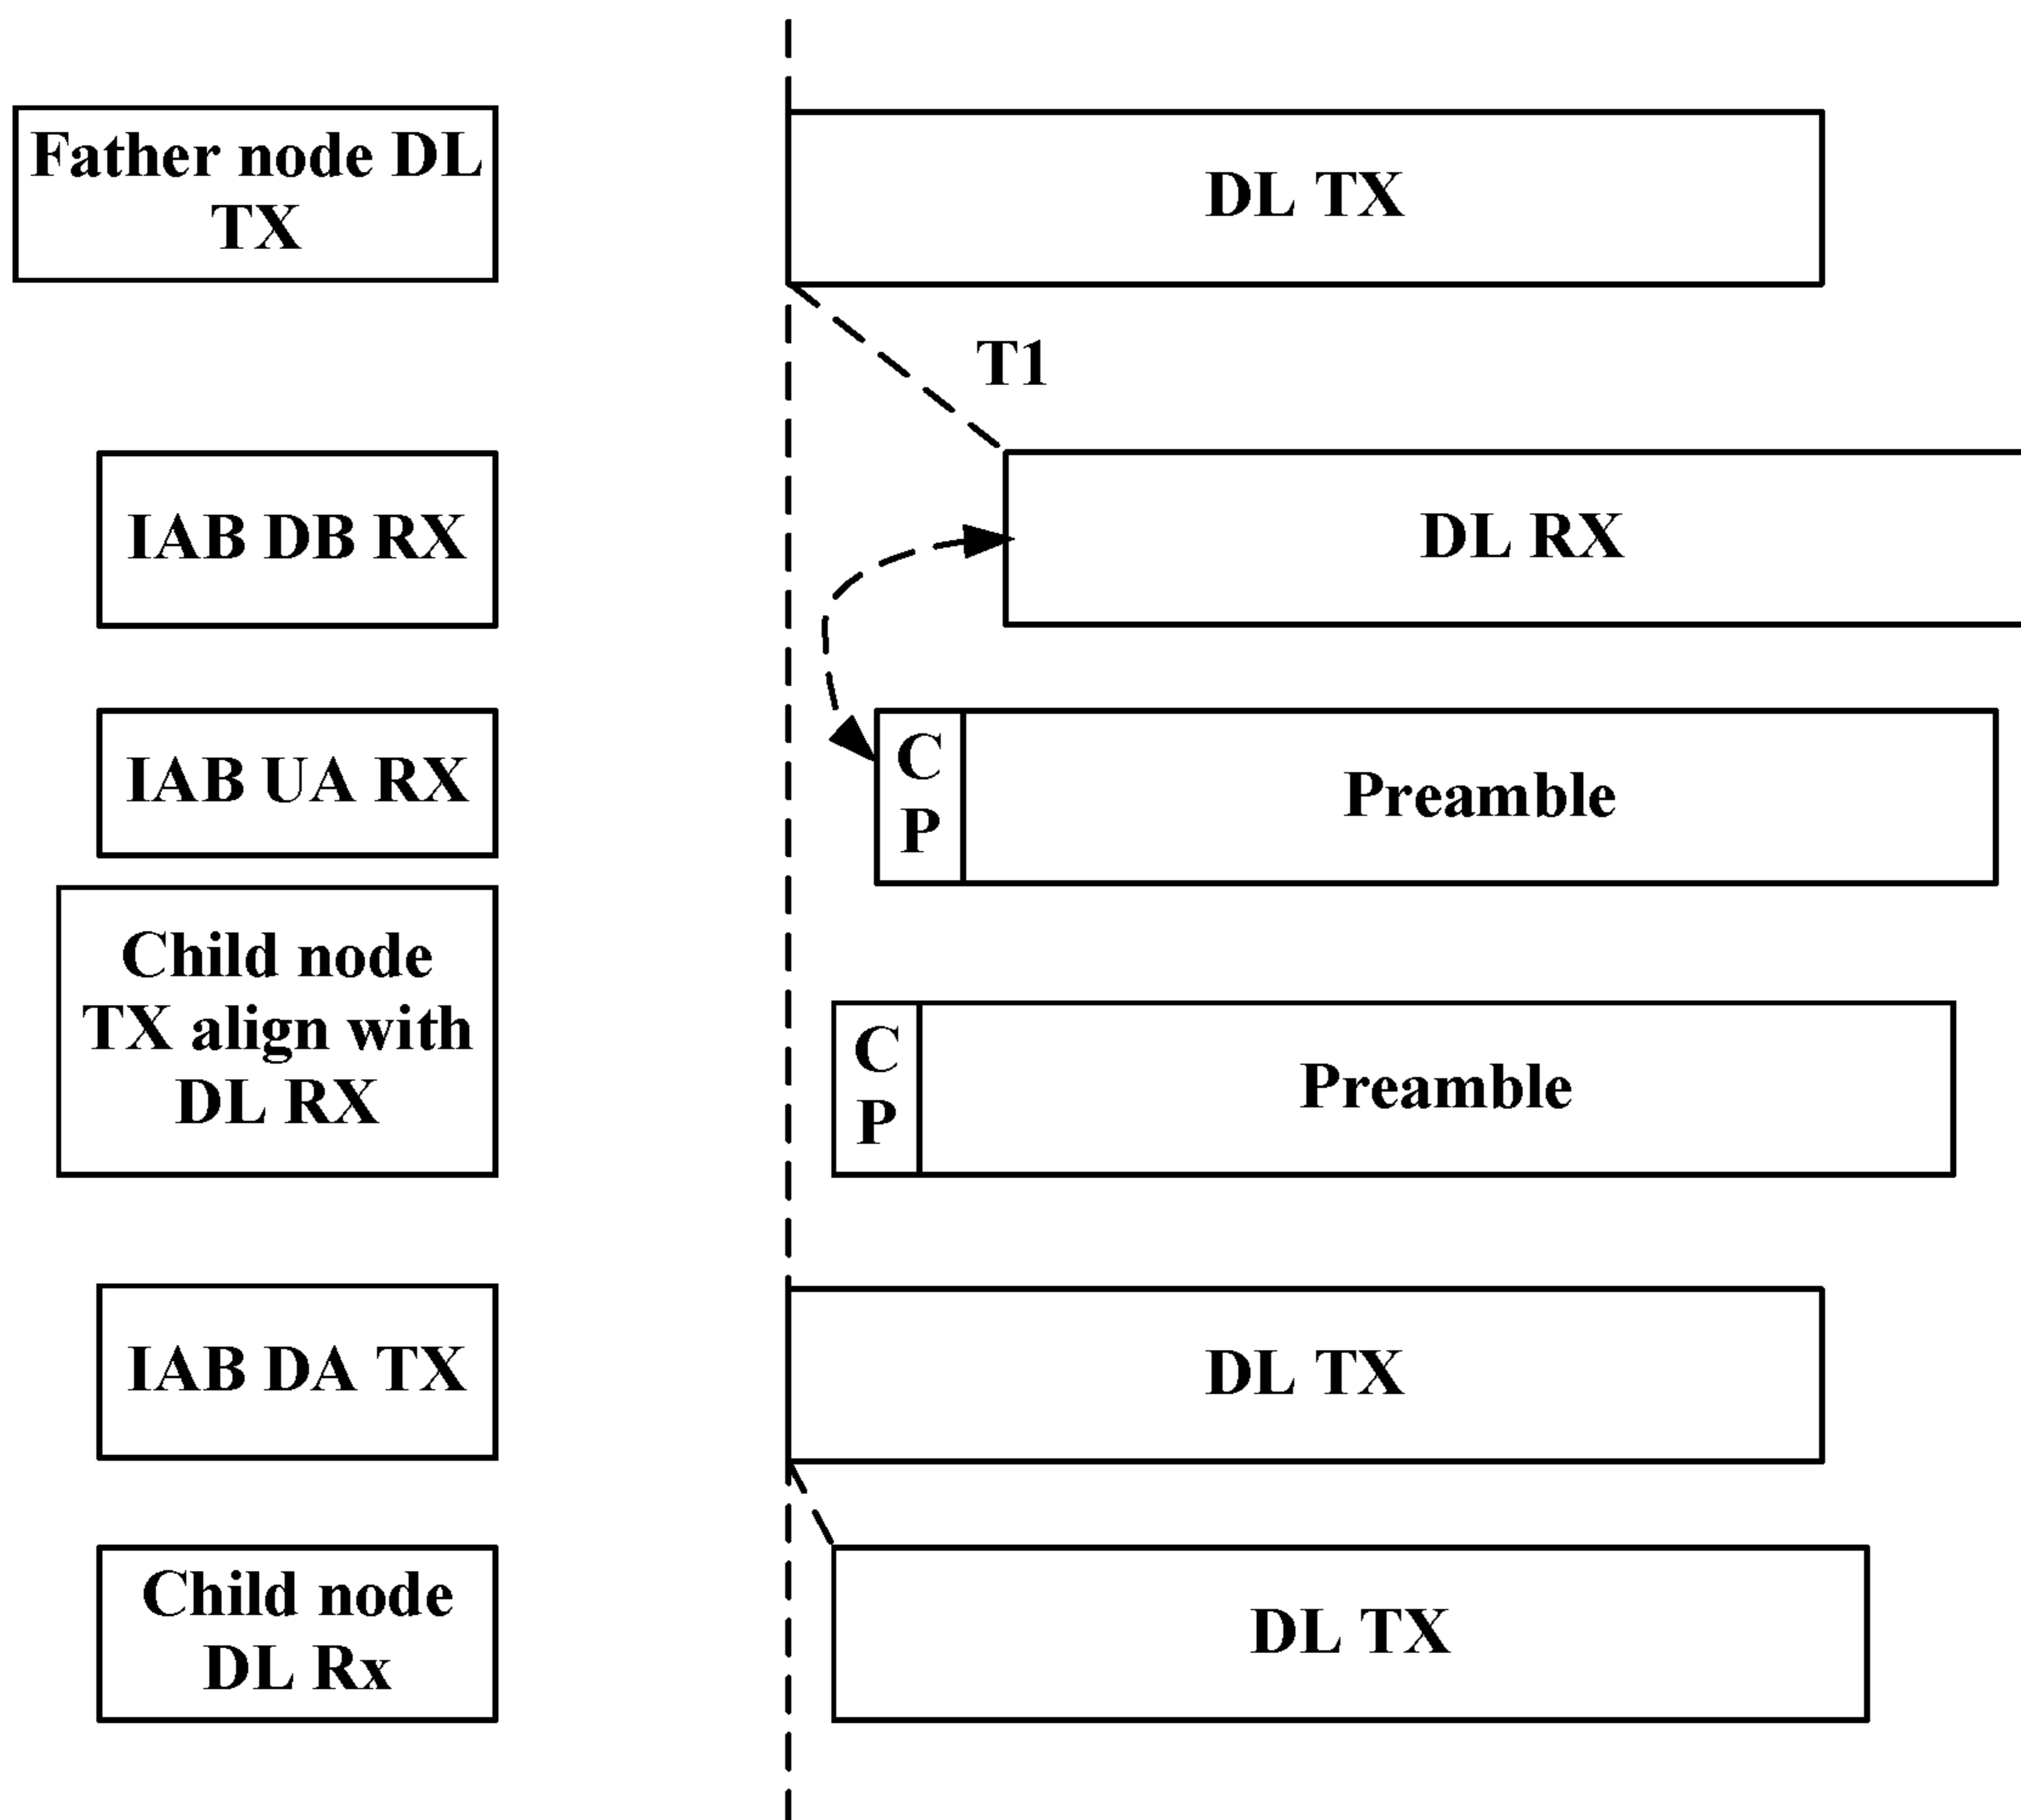 Father node DL
TX
DL TX
T1
IAB DB RX
DL RX
IAB UA RX
C
P
Preamble
Child node
TX align with
DL RX
C
P
Preamble
IAB DA TX
DL TX
Child node
DL Rx
DL TX